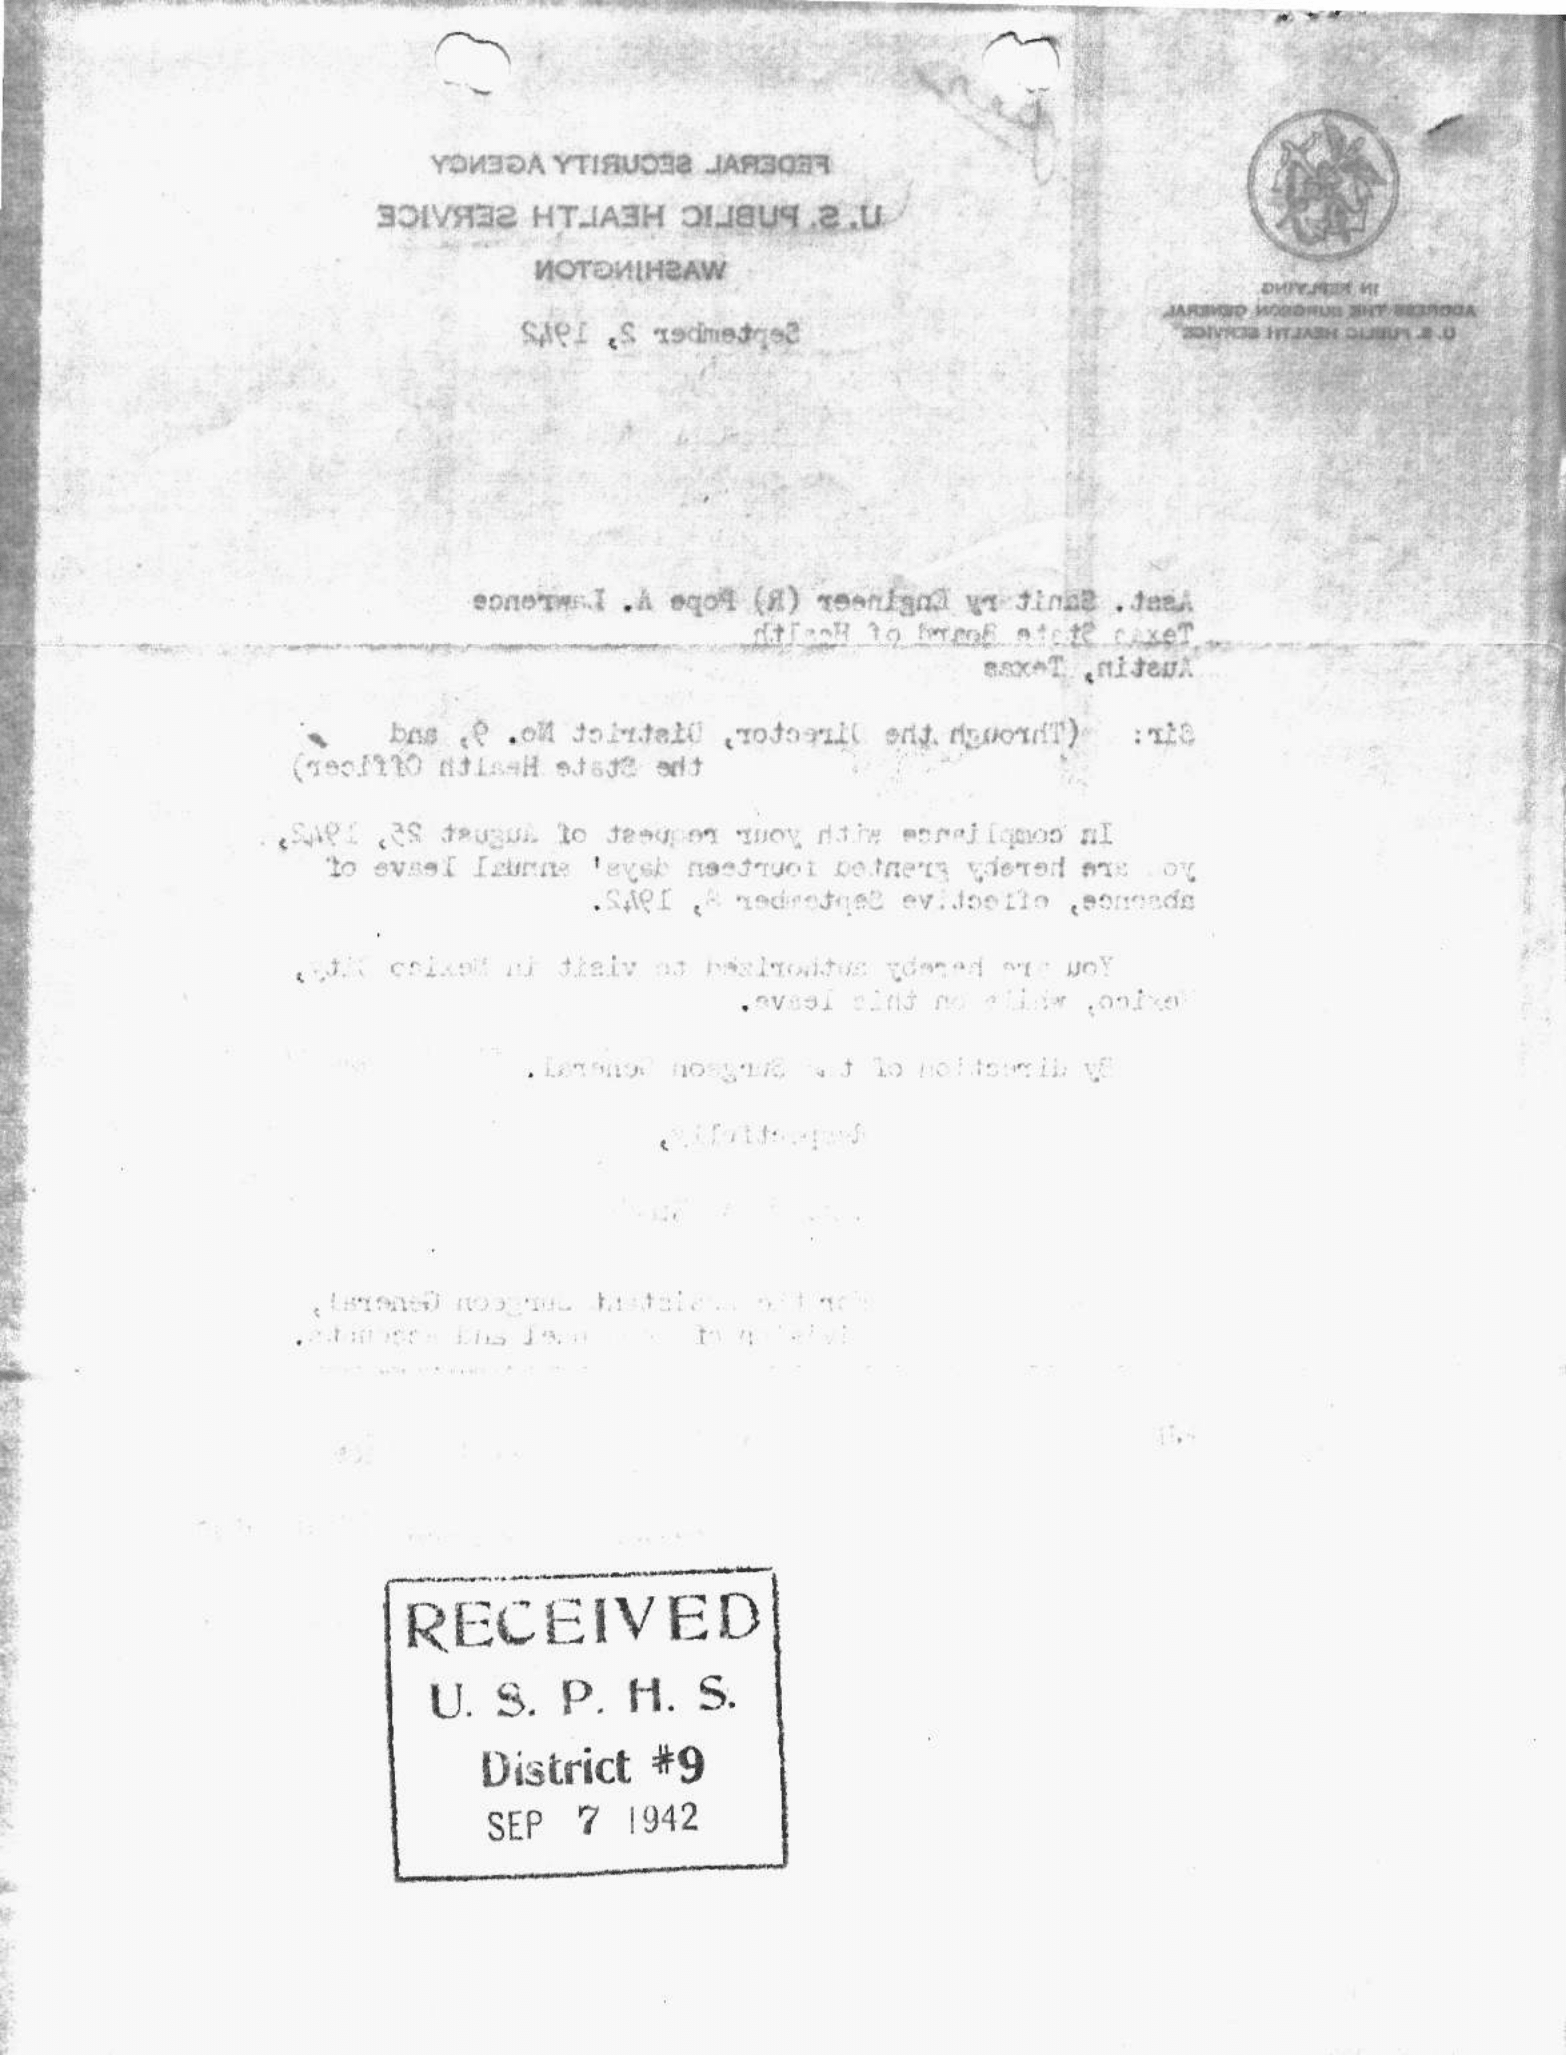 FEDERAL SECURITY AGENCY
U. S. PUBLIC HEALTH SERVICE
WASHINGTON
IN REPLYING
ADDRESS THE SURGEON GENERAL
U. S. PUBLIC HEALTH SERVICE
September 2, 1942
Asst. Sanitary Engineer (R) Pope A. Lawrence
Texas State Board of Health
Austin, Texas
Sir: (Through the Director, District No. 9, and
the State Health Officer)
In compliance with your request of August 25, 1942,
you are hereby granted fourteen days' annual leave of
absence, effective September 8, 1942.
You are hereby authorized to visit in Mexico City,
Mexico, while on this leave.
By direction of the Surgeon General.
Respectfully,
For the Assistant Surgeon General,
Division of Personnel and Accounts.
RECEIVED
U. S. P. H. S.
District #9
SEP 7 1942